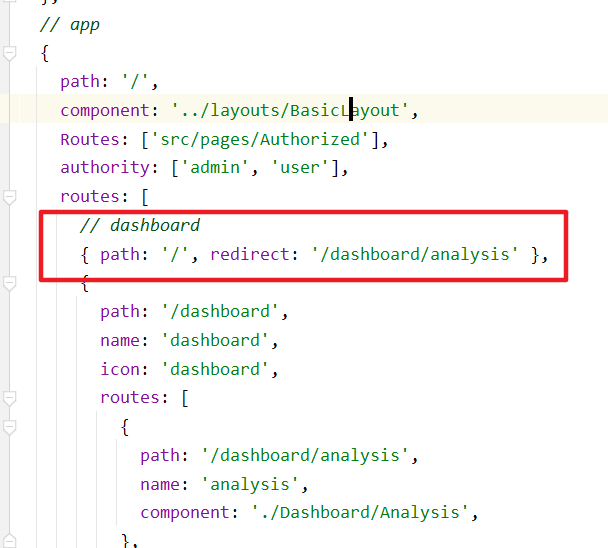 },
// app
{
path: '/',
component: '../layouts/BasicLayout',
Routes: ['src/pages/Authorized'],
authority: ['admin', 'user'],
routes: [
// dashboard
{ path: '/', redirect: '/dashboard/analysis' },
{
path: '/dashboard',
name: 'dashboard',
icon: 'dashboard',
routes: [
{
path: '/dashboard/analysis',
name: 'analysis',
component: './Dashboard/Analysis',
},